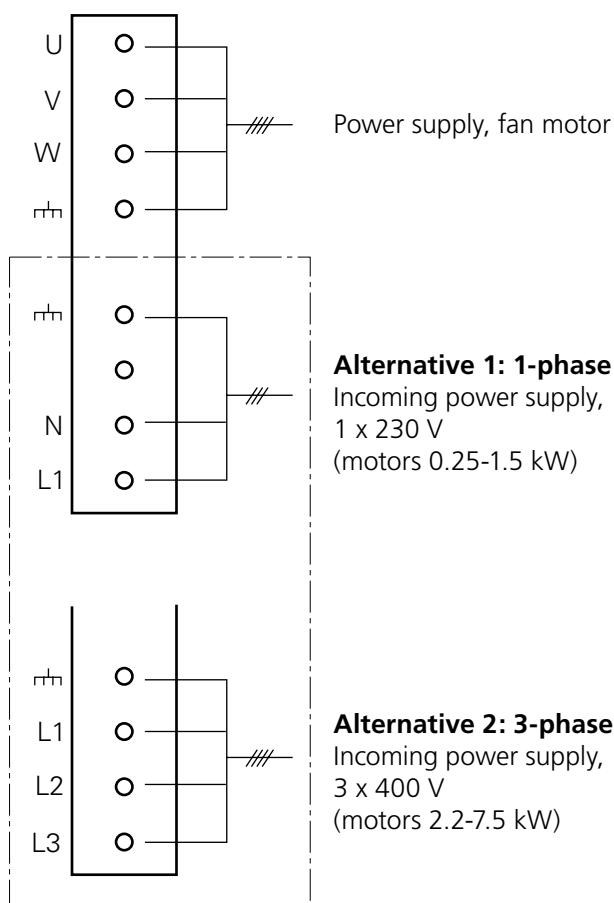 U
V
W
Power supply, fan motor
Alternative 1: 1-phase
Incoming power supply,
1 x 230 V
(motors 0.25-1.5 kW)
N
L1
Alternative 2: 3-phase
Incoming power supply,
3 x 400 V
(motors 2.2-7.5 kW)
L1
L2
L3